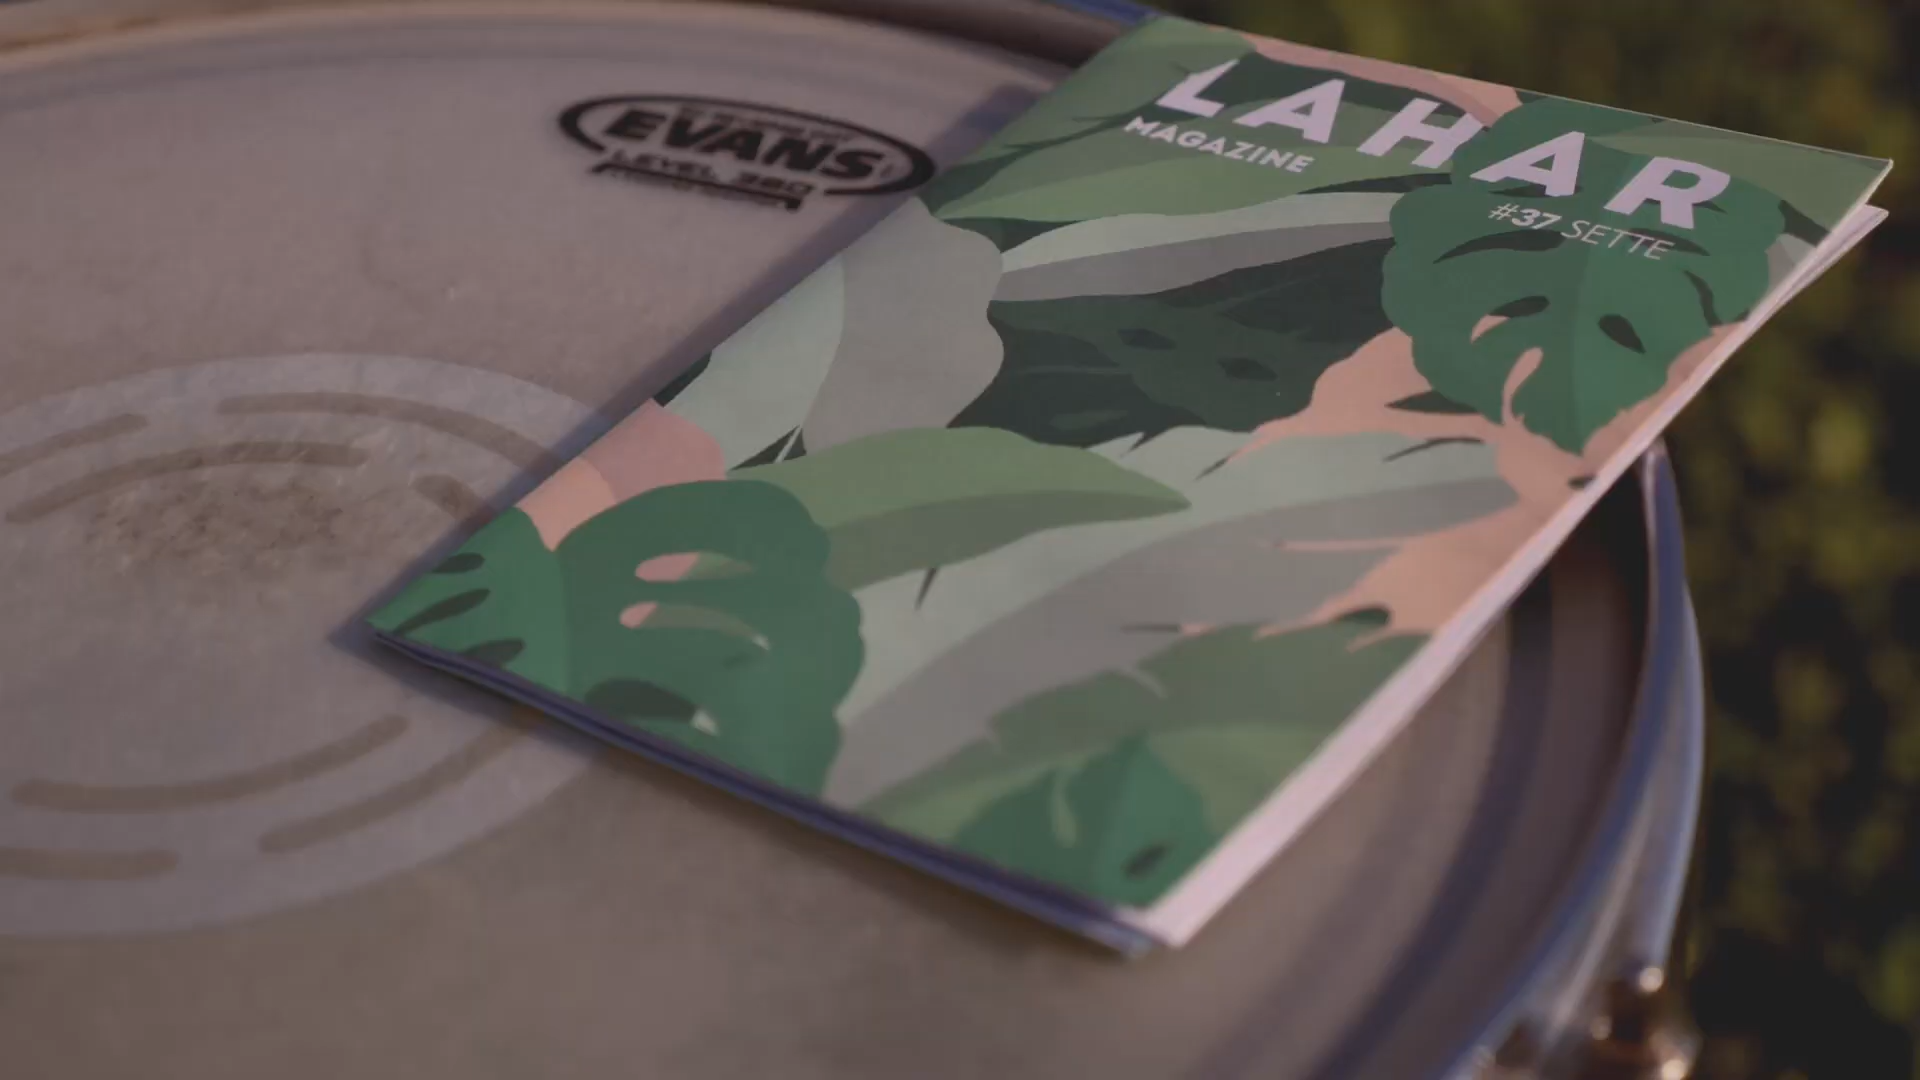 EVANS
LEVEL 360
LAHAR
MAGAZINE
#37 SETTE